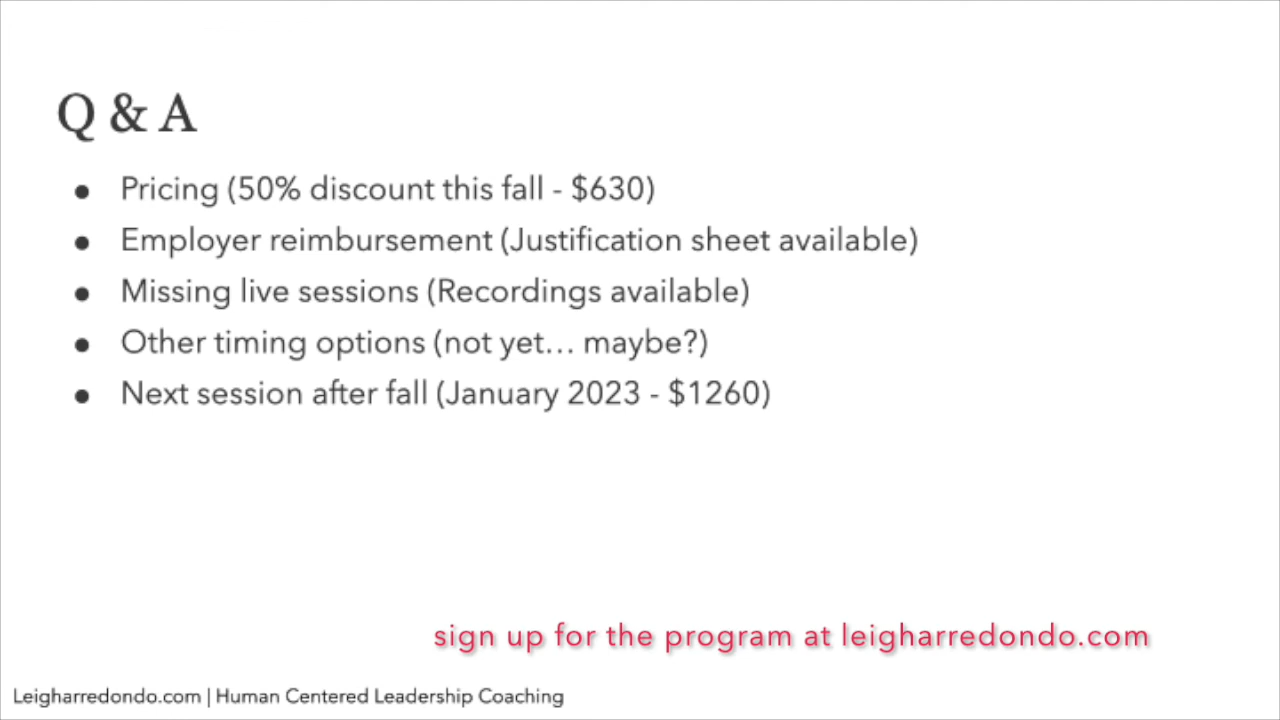 Q & A
● Pricing (50% discount this fall - $630)
● Employer reimbursement (Justification sheet available)
● Missing live sessions (Recordings available)
● Other timing options (not yet… maybe?)
● Next session after fall (January 2023 - $1260)
sign up for the program at leigharredondo.com
Leigharredondo.com | Human Centered Leadership Coaching